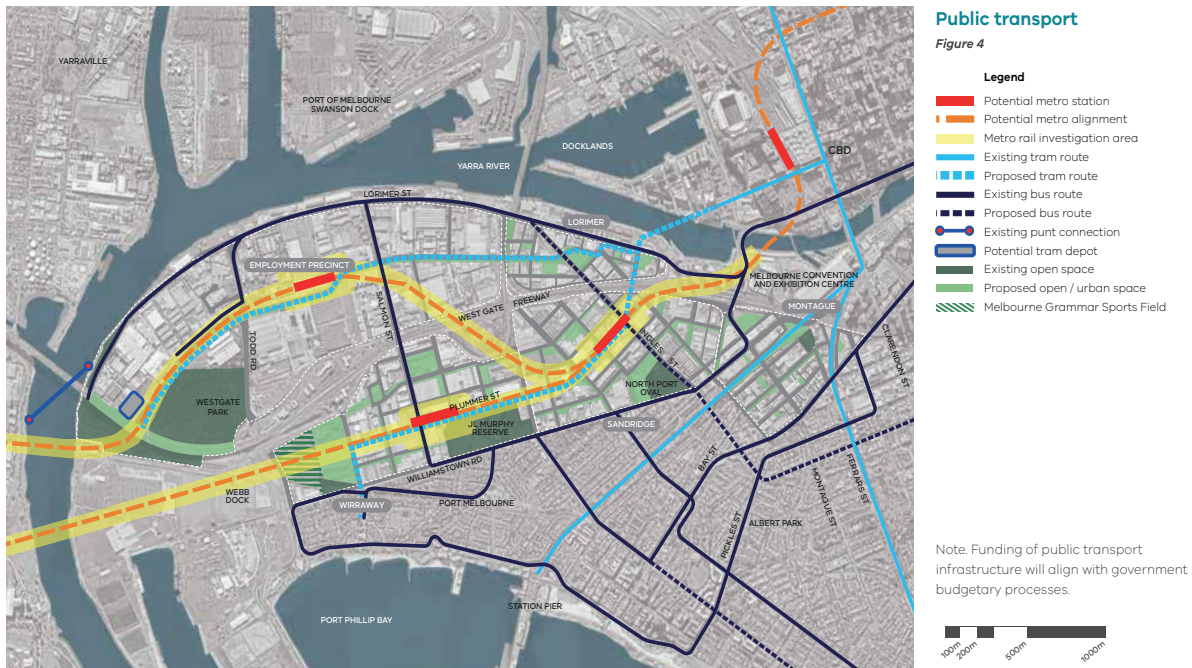 Public transport
Figure 4
Legend
Potential metro station
Potential metro alignment
Metro rail investigation area
Existing tram route
Proposed tram route
Existing bus route
Proposed bus route
Existing punt connection
Potential tram depot
Existing open space
Proposed open / urban space
Melbourne Grammar Sports Field
YARRAVILLE
PORT OF MELBOURNE
SWANSON DOCK
DOCKLANDS
YARRA RIVER
CBD
LORIMER ST
LORIMER
EMPLOYMENT PRECINCT
MELBOURNE CONVENTION
AND EXHIBITION CENTRE
MONTAGUE
SALMON ST
WEST GATE FREEWAY
TODD RD
INGLES ST
CLARENDON ST
NORTH PORT
OVAL
WESTGATE
PARK
PLUMMER ST
JL MURPHY
RESERVE
SANDRIDGE
WILLIAMSTOWN RD
BAY ST
FERRARS ST
MONTAGUE ST
WEBB
DOCK
WIRRAWAY
PORT MELBOURNE
PICKLES ST
ALBERT PARK
STATION PIER
PORT PHILLIP BAY
Note. Funding of public transport
infrastructure will align with government
budgetary processes.
100m
200m
500m
1000m